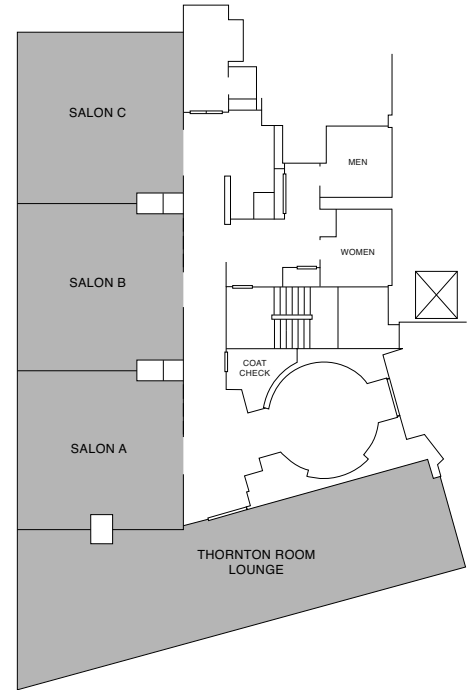 SALON C
MEN
WOMEN
SALON B
COAT
CHECK
SALON A
THORNTON ROOM
LOUNGE